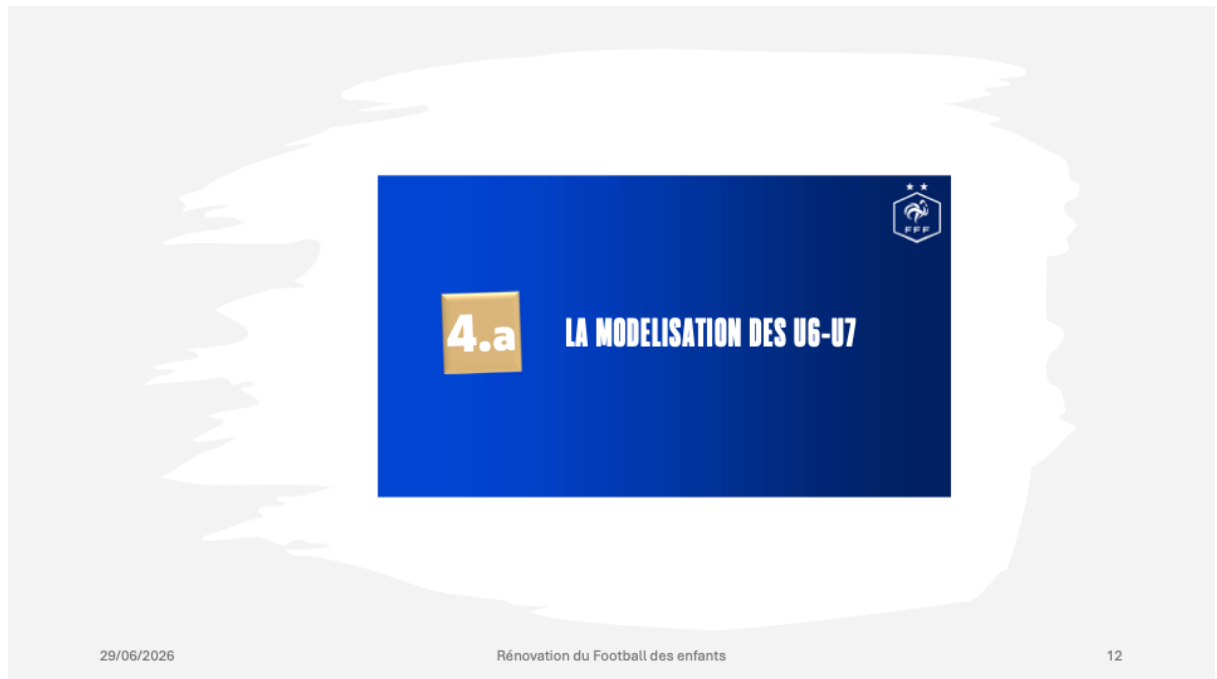 FFF
4.a
LA MODELISATION DES U6-U7
29/06/2026
Rénovation du Football des enfants
12